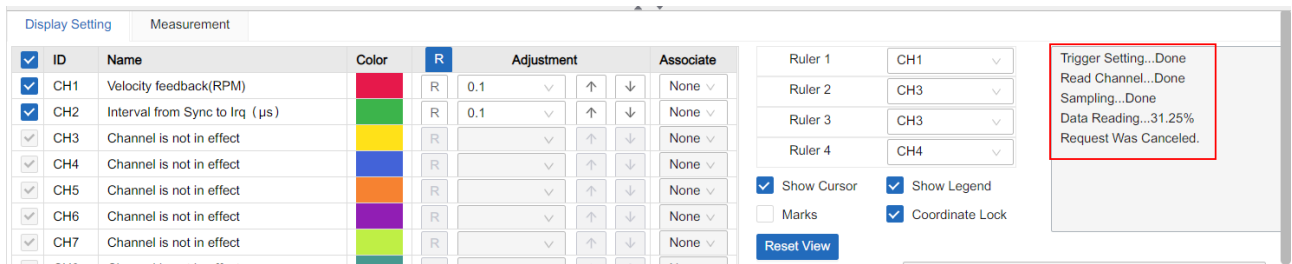 Display Setting Measurement
ID Name Color R Adjustment Associate
CH1 Velocity feedback(RPM) R 0.1 None
CH2 Interval from Sync to Irq (μs) R 0.1 None
CH3 Channel is not in effect R None
CH4 Channel is not in effect R None
CH5 Channel is not in effect R None
CH6 Channel is not in effect R None
CH7 Channel is not in effect R None
Ruler 1 CH1
Ruler 2 CH3
Ruler 3 CH3
Ruler 4 CH4
Show Cursor Show Legend
Marks Coordinate Lock
Reset View
Trigger Setting...Done
Read Channel...Done
Sampling...Done
Data Reading...31.25%
Request Was Canceled.